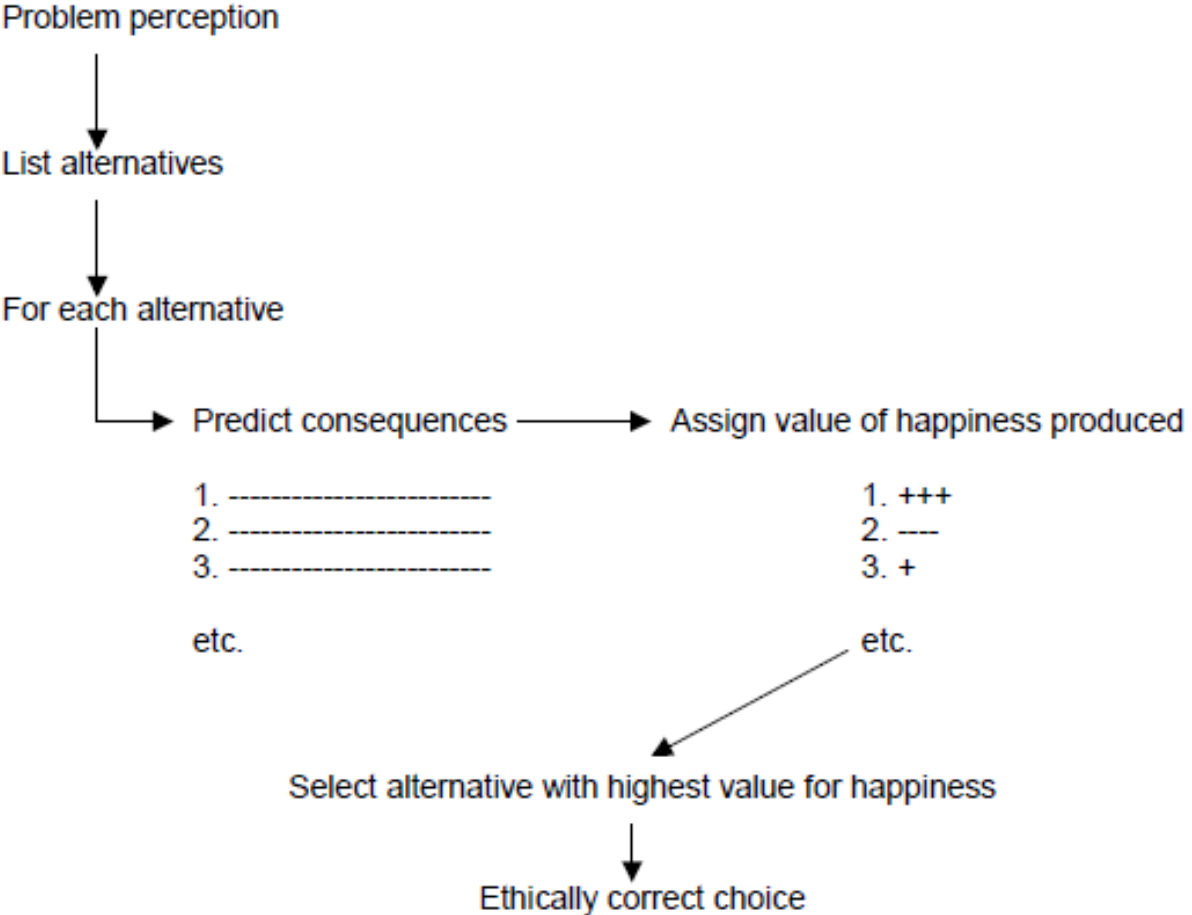 Problem perception
List alternatives
For each alternative
Predict consequences
Assign value of happiness produced
1. -------------------------
2. -------------------------
3. -------------------------
etc.
1. +++
2. ----
3. +
etc.
Select alternative with highest value for happiness
Ethically correct choice